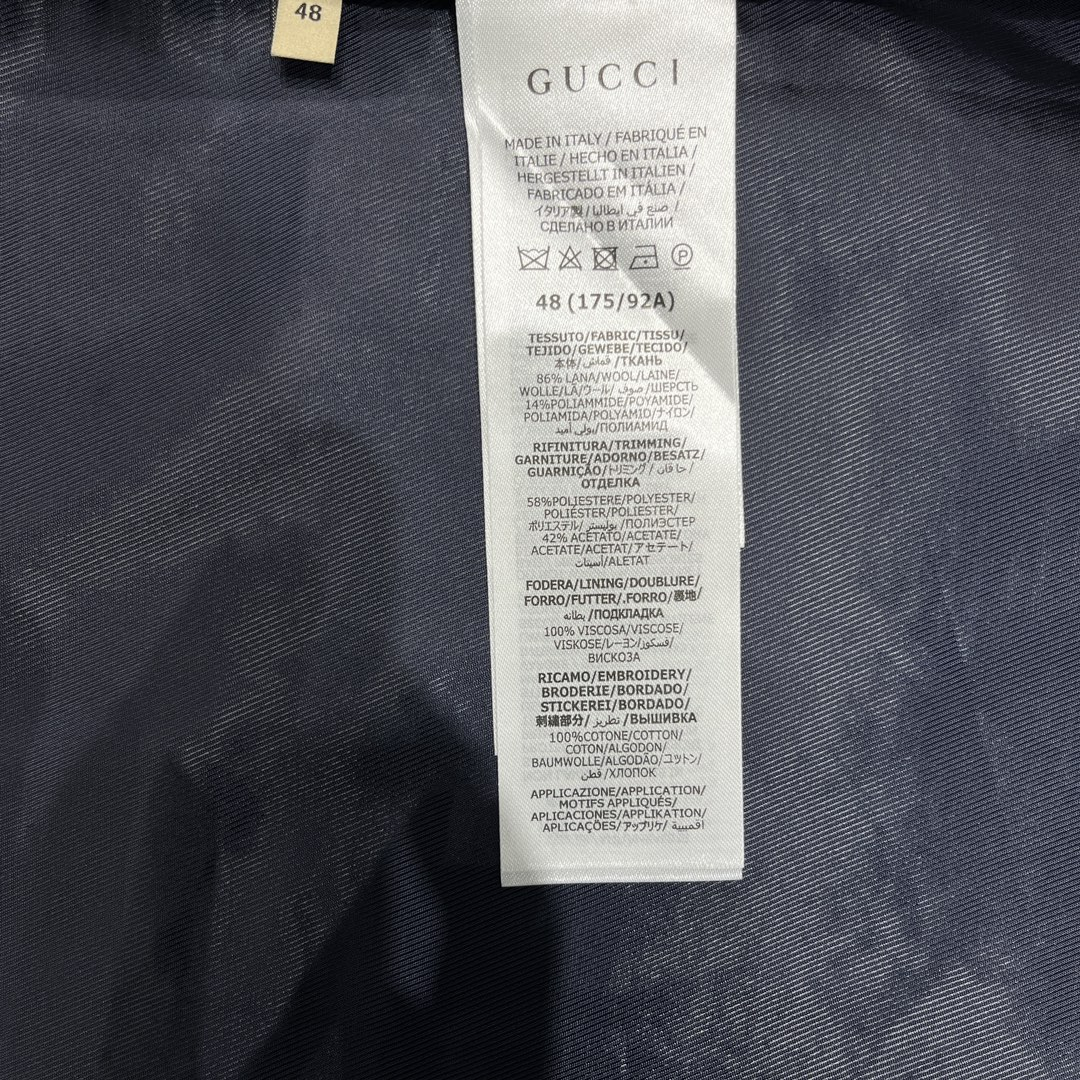 48
GUCCI
MADE IN ITALY / FABRIQUÉ EN
ITALIE / HECHO EN ITALIA /
HERGESTELLT IN ITALIEN /
FABRICADO EM ITÁLIA /
イタリア製 / صنع في ايطاليا /
СДЕЛАНО В ИТАЛИИ
P
48 (175/92A)
TESSUTO/FABRIC/TISSU/
TEJIDO/GEWEBE/TECIDO/
本体/قماش/ТКАНЬ
86% LANA/WOOL/LAINE/
WOLLE/LÃ/ウール/صوف/ШЕРСТЬ
14%POLIAMMIDE/POYAMIDE/
POLIAMIDA/POLYAMID/ナイロン/
بولي أميد/ПОЛИАМИД
RIFINITURA/TRIMMING/
GARNITURE/ADORNO/BESATZ/
GUARNIÇÃO/トリミング/حا قان/
ОТДЕЛКА
58%POLIESTERE/POLYESTER/
POLIÉSTER/POLIÉSTER/
ポリエステル/بوليستر/ПОЛИЭСТЕР
42% ACETATO/ACETATE/
ACETATE/ACETAT/アセテート/
أسيتات/ALETAT
FODERA/LINING/DOUBLURE/
FORRO/FUTTER/.FORRO/裏地/
بطانه/ПОДКЛАДКА
100% VISCOSA/VISCOSE/
VISKOSE/レーヨン/فسكوز/
ВИСКОЗА
RICAMO/EMBROIDERY/
BRODERIE/BORDADO/
STICKEREI/BORDADO/
刺繍部分/تطريز/ВЫШИВКА
100%COTONE/COTTON/
COTON/ALGODON/
BAUMWOLLE/ALGODÃO/コットン/
قطن/ХЛОПОК
APPLICAZIONE/APPLICATION/
MOTIFS APPLIQUÉS/
APLICACIONES/APPLIKATION/
APLICAÇÕES/アップリケ/